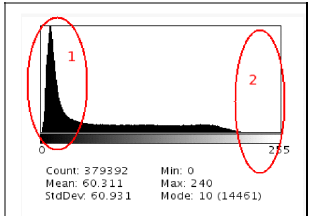 1
2
0 255
Count: 379392 Min: 0
Mean: 60.311 Max: 240
StdDev: 60.931 Mode: 10 (14461)